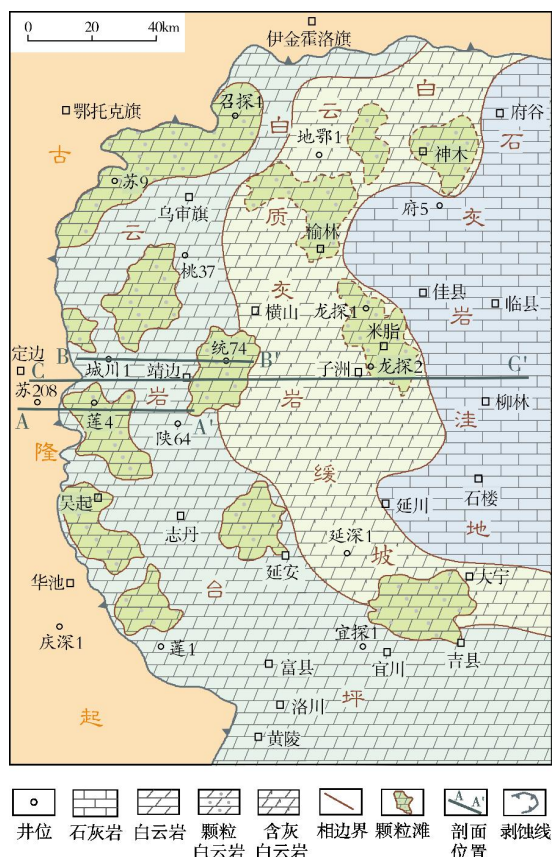 0 20 40km
伊金霍洛旗
鄂托克旗
召探1
白
云
白
府谷
石
地鄂1
神木
古
苏9
乌审旗
质
府5
灰
云
榆林
桃37
灰
横山
龙探1
佳县
临县
岩
米脂
定边
B
城川1
统74
B'
C
靖边
岩
子洲
龙探2
C'
苏208
A
莲4
陕64
A'
岩
柳林
洼
隆
吴起
志丹
缓
延川
石楼
地
延深1
坡
延安
大宁
华池
台
庆深1
莲1
宜探1
宜川
吉县
富县
坪
起
洛川
黄陵
井位
石灰岩
白云岩
颗粒
白云岩
含灰
白云岩
相边界
颗粒滩
A A'
剖面
位置
剥蚀线